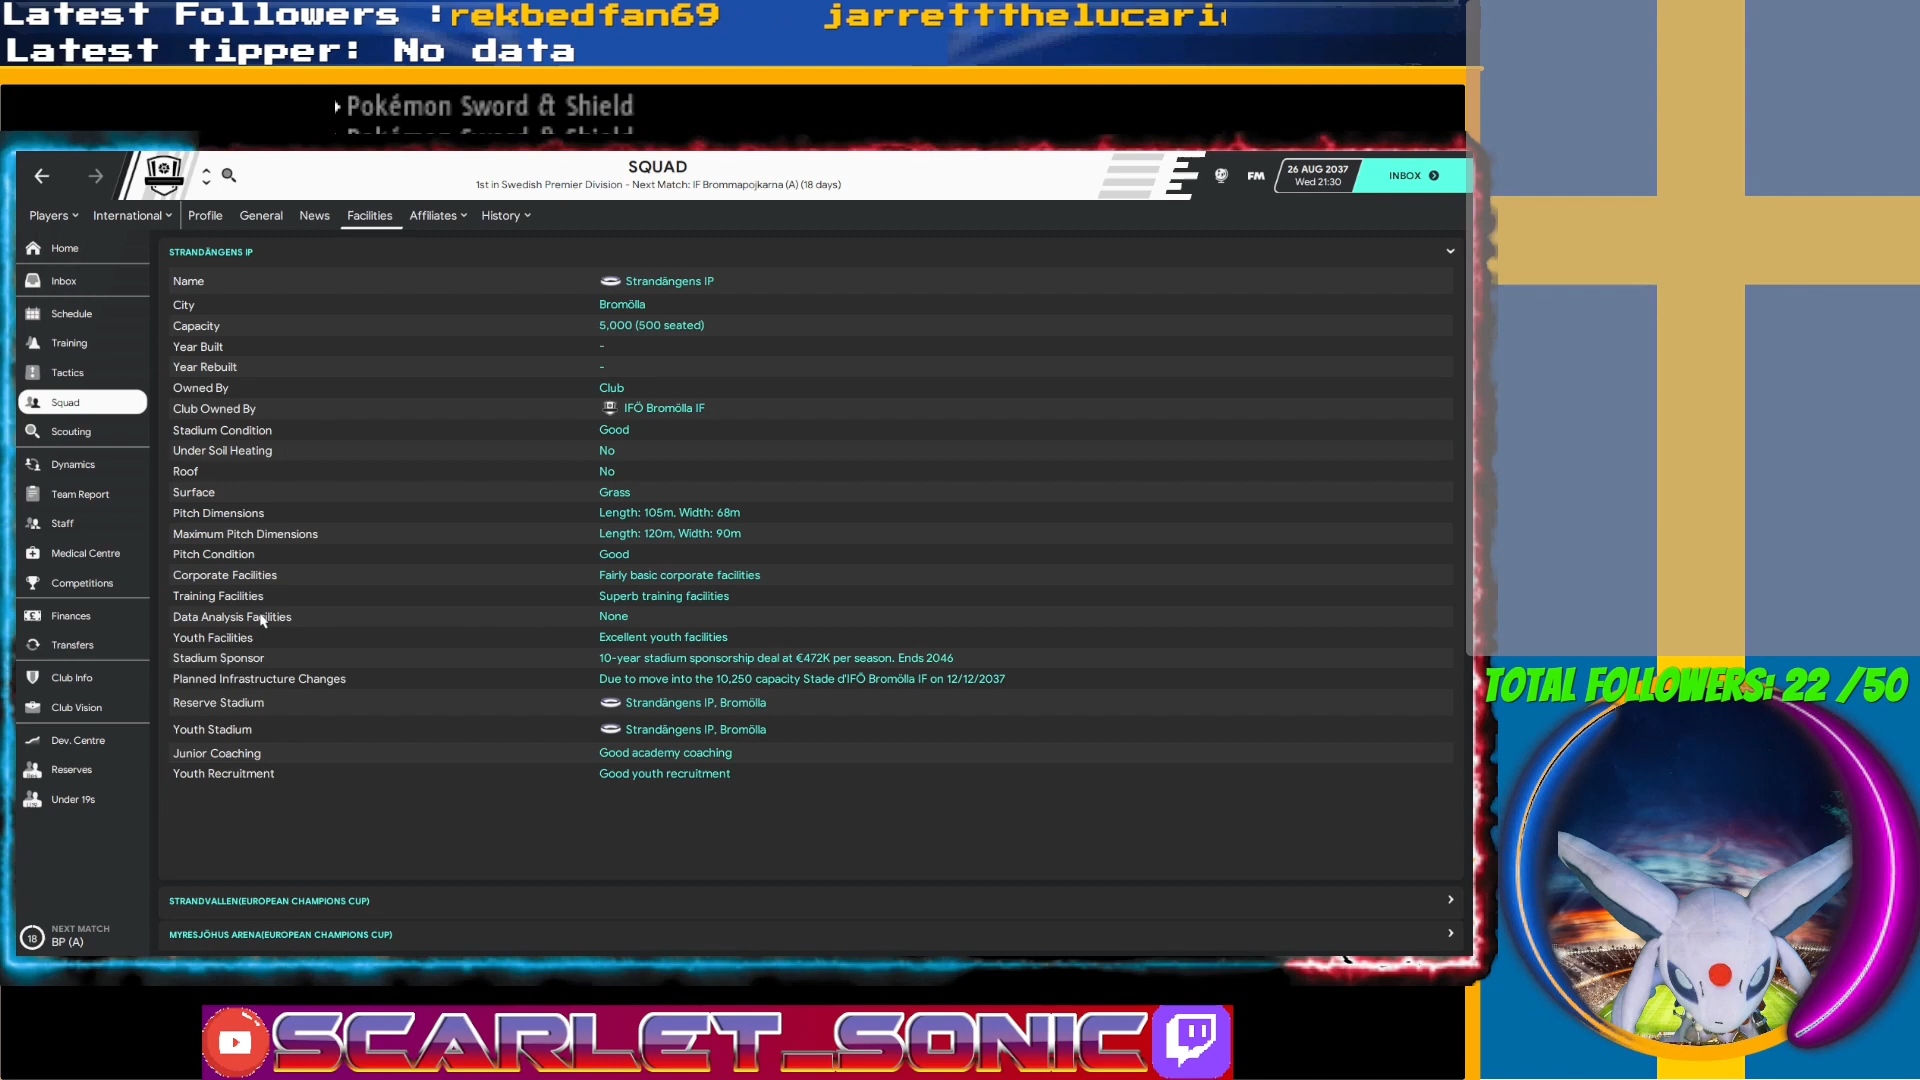 Latest Followers : rekbedfan69 jarrettthelucari
Latest tipper: No data
Pokémon Sword & Shield
SQUAD
1st in Swedish Premier Division - Next Match: IF Brommapojkarna (A) (18 days)
FM
26 AUG 2037
Wed 21:30
INBOX
Players
International
Profile
General
News
Facilities
Affiliates
History
Home
Inbox
Schedule
Training
Tactics
Squad
Scouting
Dynamics
Team Report
Staff
Medical Centre
Competitions
Finances
Transfers
Club Info
Club Vision
Dev. Centre
Reserves
Under 19s
18
NEXT MATCH
BP (A)
STRANDÄNGENS IP
Name Strandängens IP
City Bromölla
Capacity 5,000 (500 seated)
Year Built -
Year Rebuilt -
Owned By Club
Club Owned By IFÖ Bromölla IF
Stadium Condition Good
Under Soil Heating No
Roof No
Surface Grass
Pitch Dimensions Length: 105m, Width: 68m
Maximum Pitch Dimensions Length: 120m, Width: 90m
Pitch Condition Good
Corporate Facilities Fairly basic corporate facilities
Training Facilities Superb training facilities
Data Analysis Facilities None
Youth Facilities Excellent youth facilities
Stadium Sponsor 10-year stadium sponsorship deal at €472K per season. Ends 2046
Planned Infrastructure Changes Due to move into the 10,250 capacity Stade d'IFÖ Bromölla IF on 12/12/2037
Reserve Stadium Strandängens IP, Bromölla
Youth Stadium Strandängens IP, Bromölla
Junior Coaching Good academy coaching
Youth Recruitment Good youth recruitment
STRANDVALLEN(EUROPEAN CHAMPIONS CUP)
MYRESJÖHUS ARENA(EUROPEAN CHAMPIONS CUP)
TOTAL FOLLOWERS: 22 /50
SCARLET_SONIC